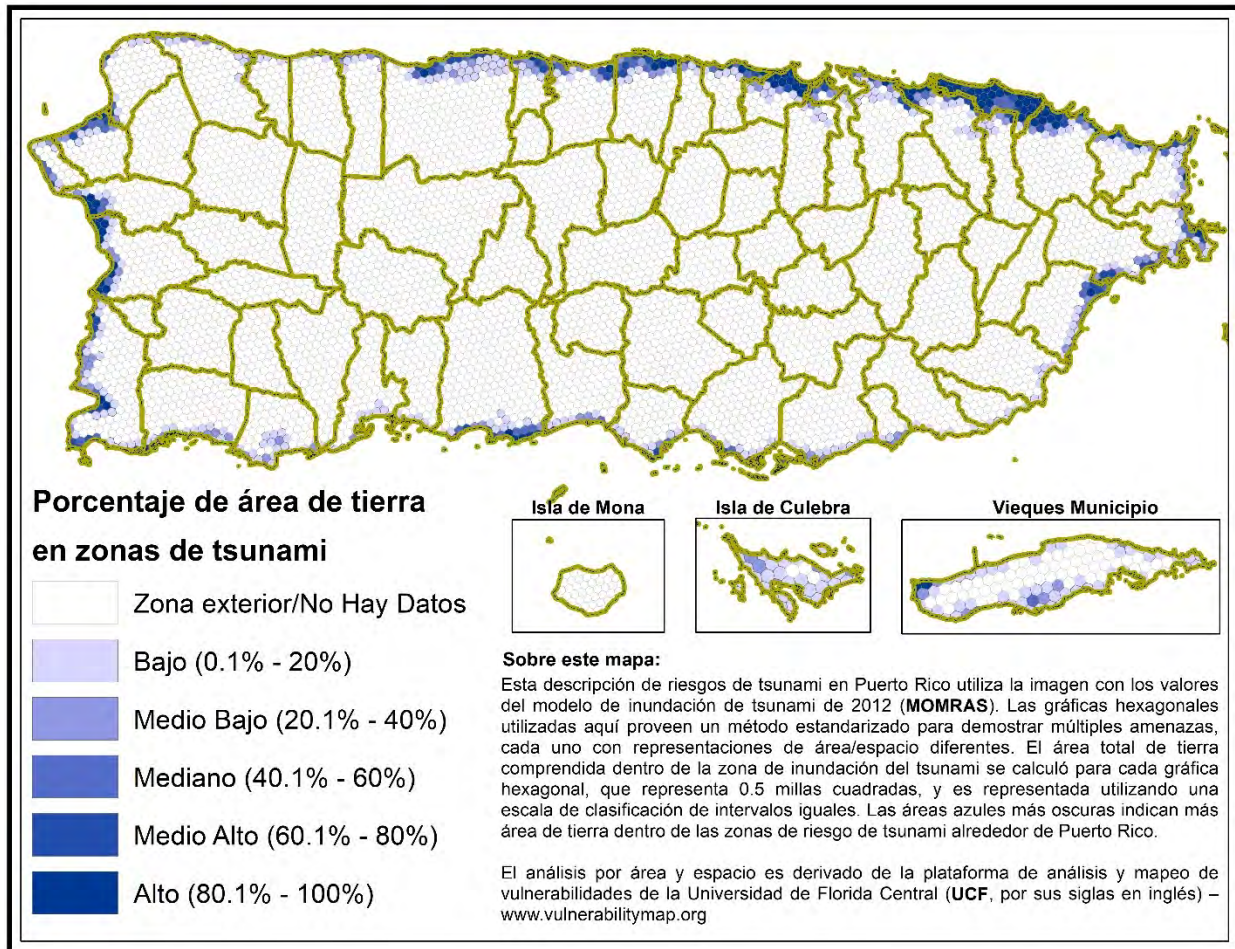 Porcentaje de área de tierra
en zonas de tsunami
Zona exterior/No Hay Datos
Bajo (0.1% - 20%)
Medio Bajo (20.1% - 40%)
Mediano (40.1% - 60%)
Medio Alto (60.1% - 80%)
Alto (80.1% - 100%)
Isla de Mona
Isla de Culebra
Vieques Municipio
Sobre este mapa:
Esta descripción de riesgos de tsunami en Puerto Rico utiliza la imagen con los valores
del modelo de inundación de tsunami de 2012 (MOMRAS). Las gráficas hexagonales
utilizadas aquí proveen un método estandarizado para demostrar múltiples amenazas,
cada uno con representaciones de área/espacio diferentes. El área total de tierra
comprendida dentro de la zona de inundación del tsunami se calculó para cada gráfica
hexagonal, que representa 0.5 millas cuadradas, y es representada utilizando una
escala de clasificación de intervalos iguales. Las áreas azules más oscuras indican más
área de tierra dentro de las zonas de riesgo de tsunami alrededor de Puerto Rico.
El análisis por área y espacio es derivado de la plataforma de análisis y mapeo de
vulnerabilidades de la Universidad de Florida Central (UCF, por sus siglas en inglés) –
www.vulnerabilitymap.org